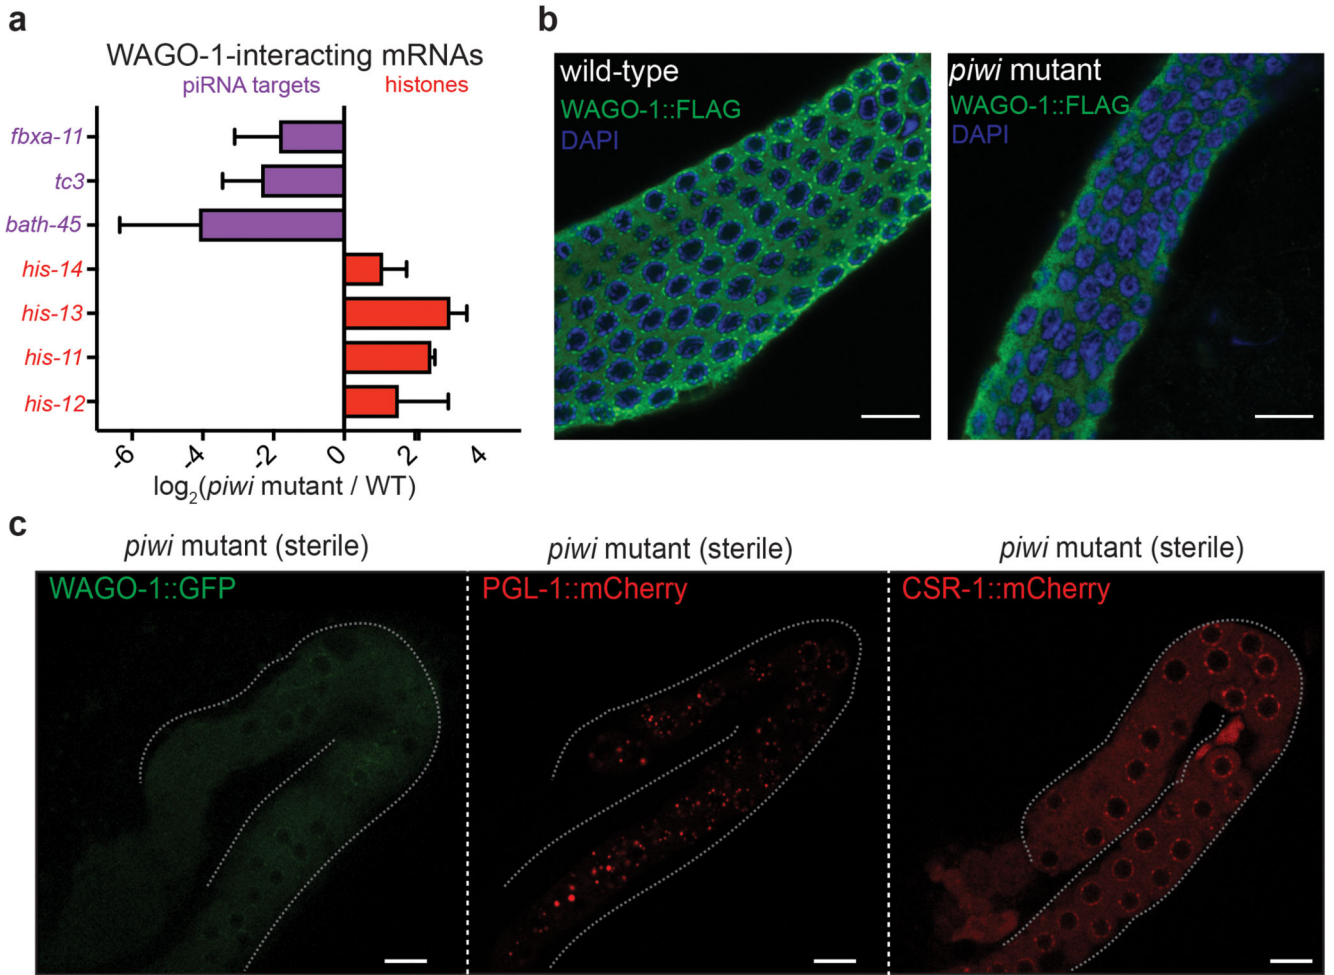 a
WAGO-1-interacting mRNAs
piRNA targets histones
fbxa-11
tc3
bath-45
his-14
his-13
his-11
his-12
-6 -4 -2 0 2 4
log2(piwi mutant / WT)
b
wild-type
WAGO-1::FLAG
DAPI
piwi mutant
WAGO-1::FLAG
DAPI
c
piwi mutant (sterile)
WAGO-1::GFP
piwi mutant (sterile)
PGL-1::mCherry
piwi mutant (sterile)
CSR-1::mCherry